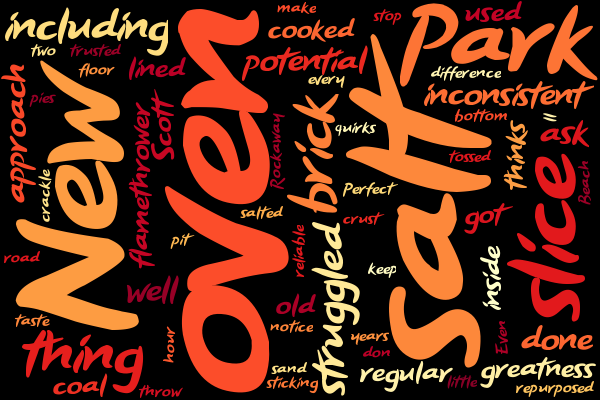 including
two
trusted
floor
lined
make
cooked
potential
stop
Park
used
every
difference
inconsistent
bottom
approach
pies
New
crackle
flamethrower
Scott
oven
Rockaway
brick
quirks
salt
tossed
thinks
"
ask
slice
Beach
Perfect
salted
crust
got
pit
reliable
struggled
keep
inside
road
well
old
notice
taste
thing
coal
throw
hour
sand
sticking
years
don
regular
little
Even
done
greatness
repurposed